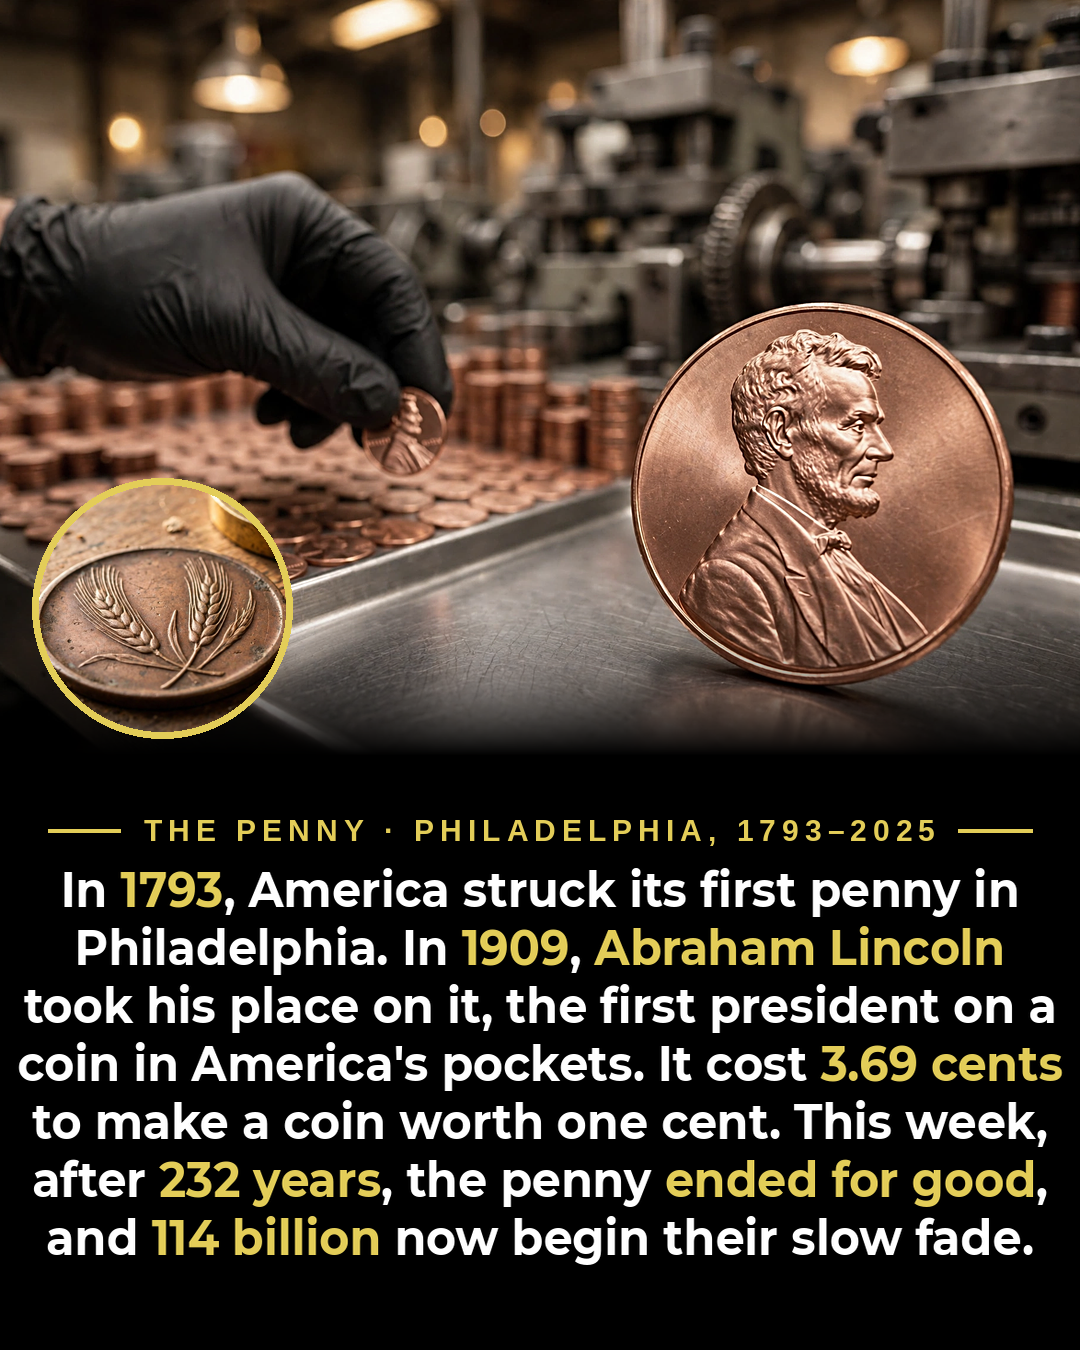 THE PENNY · PHILADELPHIA, 1793–2025
In 1793, America struck its first penny in
Philadelphia. In 1909, Abraham Lincoln
took his place on it, the first president on a
coin in America's pockets. It cost 3.69 cents
to make a coin worth one cent. This week,
after 232 years, the penny ended for good,
and 114 billion now begin their slow fade.